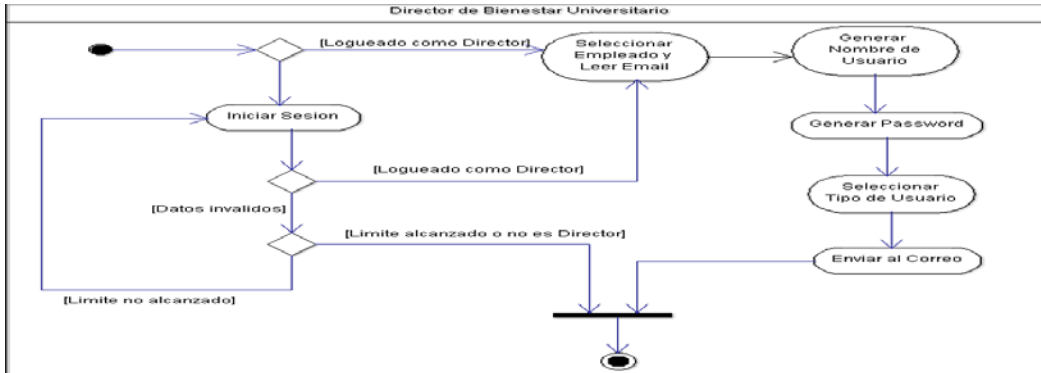 Director de Bienestar Universitario
[Logueado como Director]
Seleccionar
Empleado y
Leer Email
Generar
Nombre de
Usuario
Iniciar Sesion
Generar Password
[Logueado como Director]
Seleccionar
Tipo de Usuario
[Datos invalidos]
[Limite alcanzado o no es Director]
Enviar al Correo
[Limite no alcanzado]